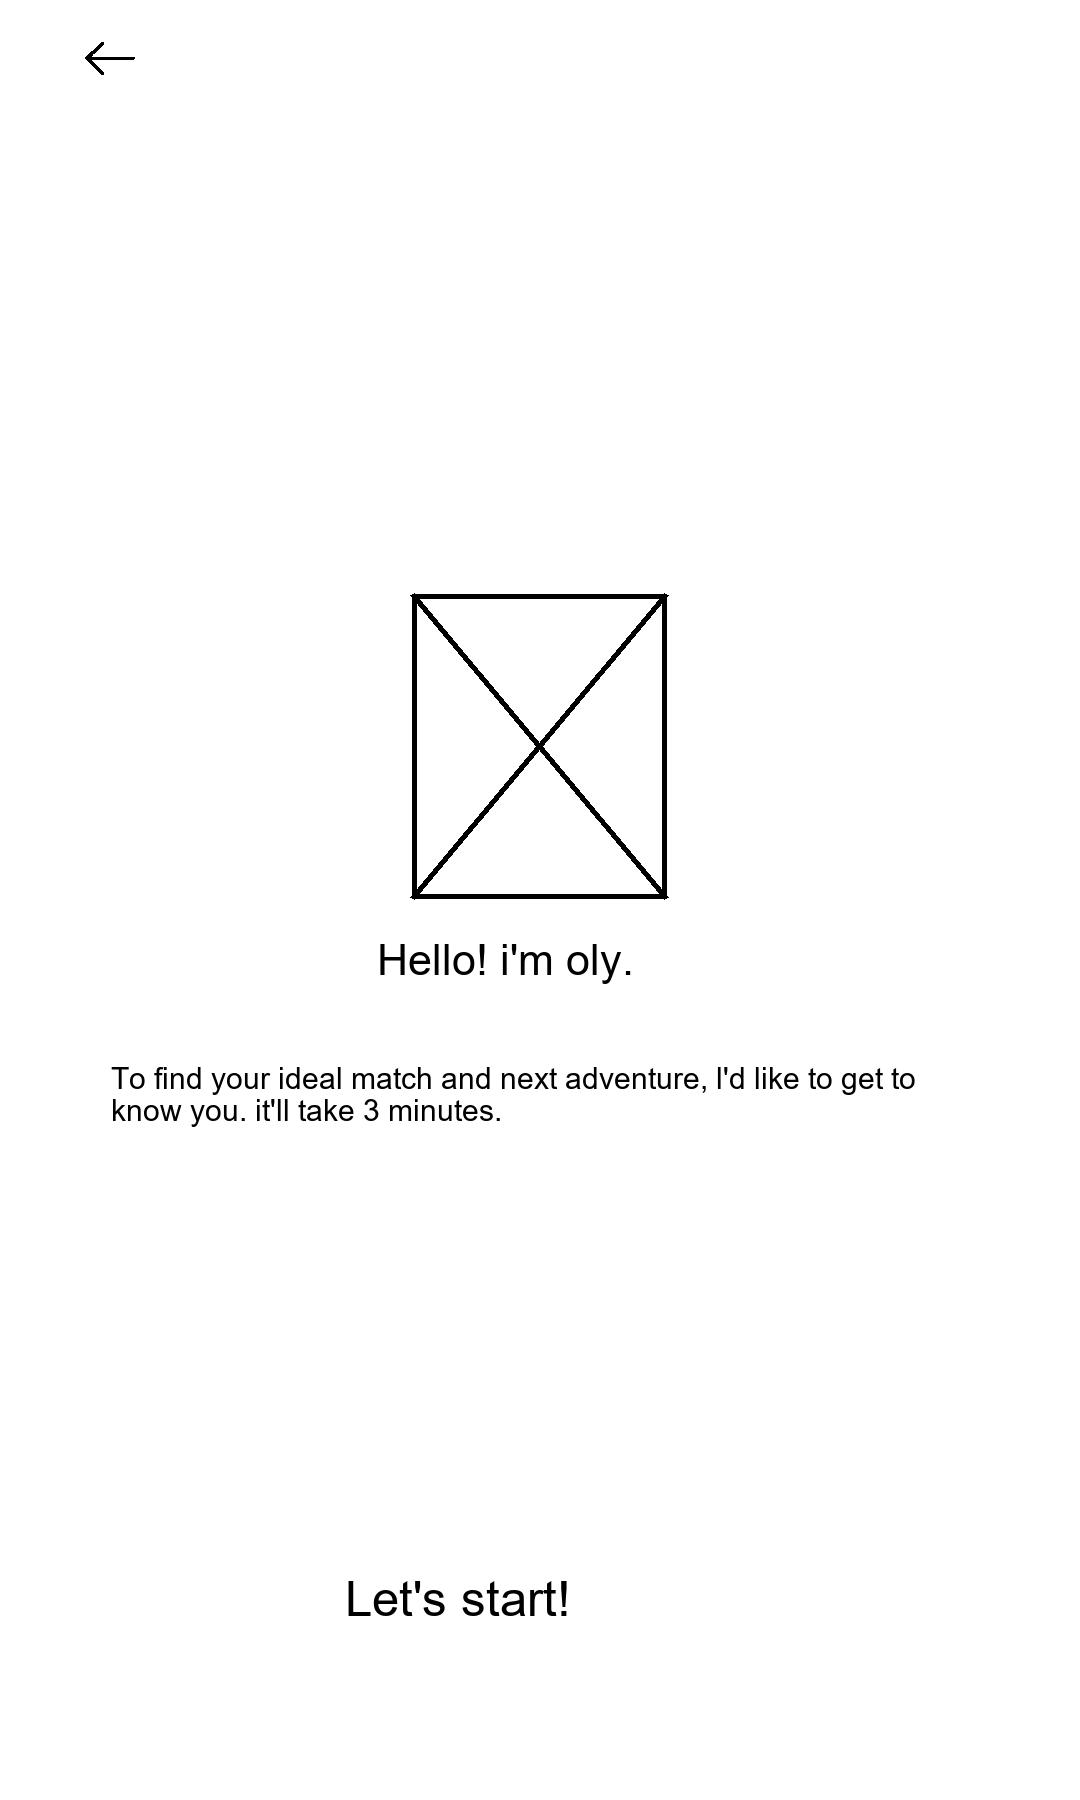 Hello! i'm oly.
To find your ideal match and next adventure, I'd like to get to
know you. it'll take 3 minutes.
Let's start!